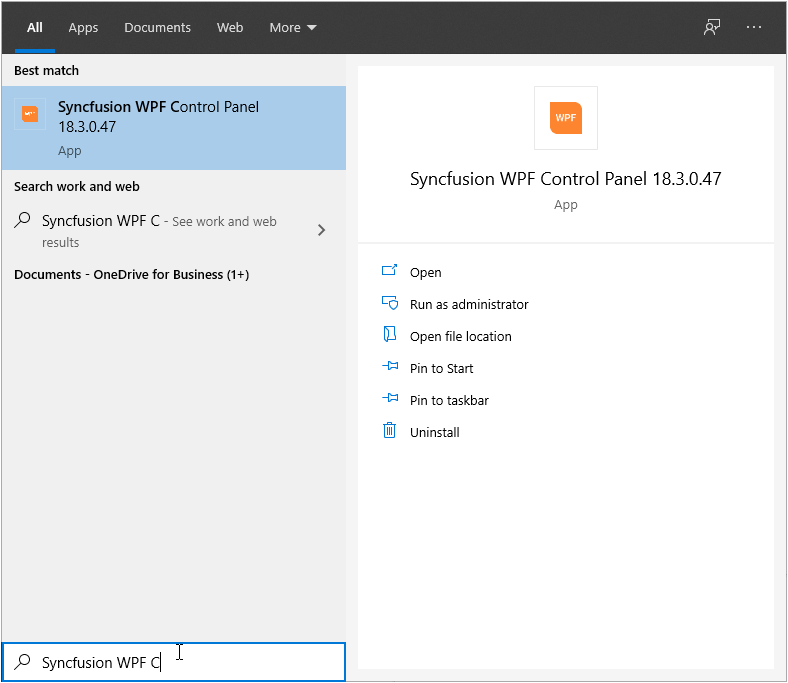 All Apps Documents Web More
Best match
WPF
Syncfusion WPF Control Panel
18.3.0.47
App
Search work and web
Syncfusion WPF C - See work and web
results
Documents - OneDrive for Business (1+)
Syncfusion WPF C
WPF
Syncfusion WPF Control Panel 18.3.0.47
App
Open
Run as administrator
Open file location
Pin to Start
Pin to taskbar
Uninstall